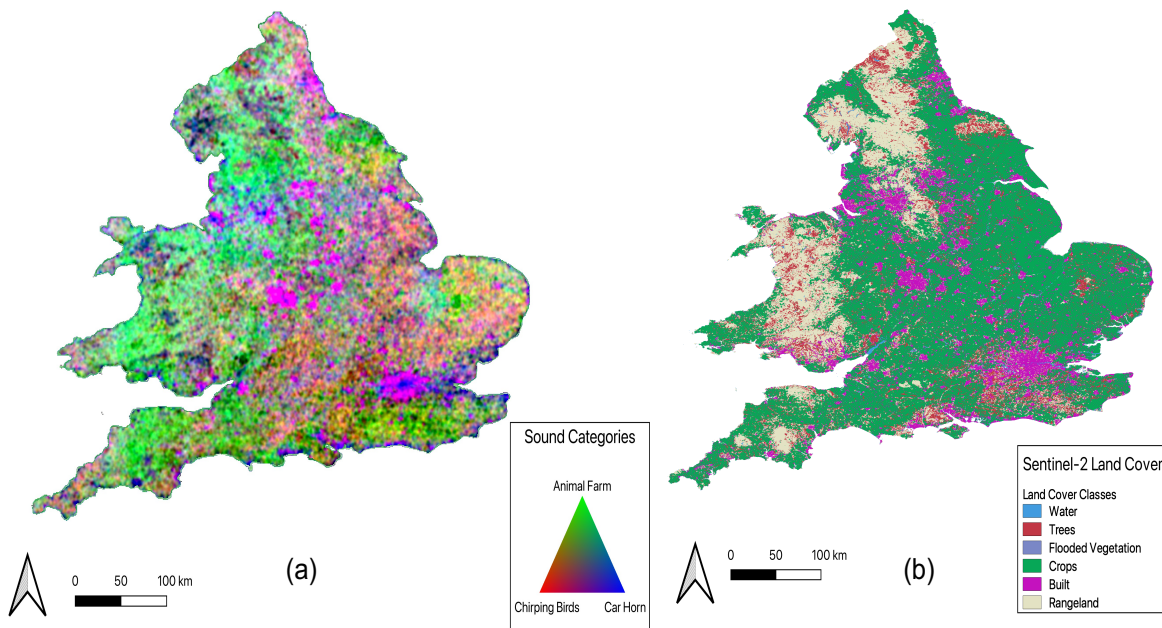 Sound Categories
Animal Farm
Chirping Birds
Car Horn
0 50 100 km
(a)
Sentinel-2 Land Cover
Land Cover Classes
Water
Trees
Flooded Vegetation
Crops
Built
Rangeland
0 50 100 km
(b)